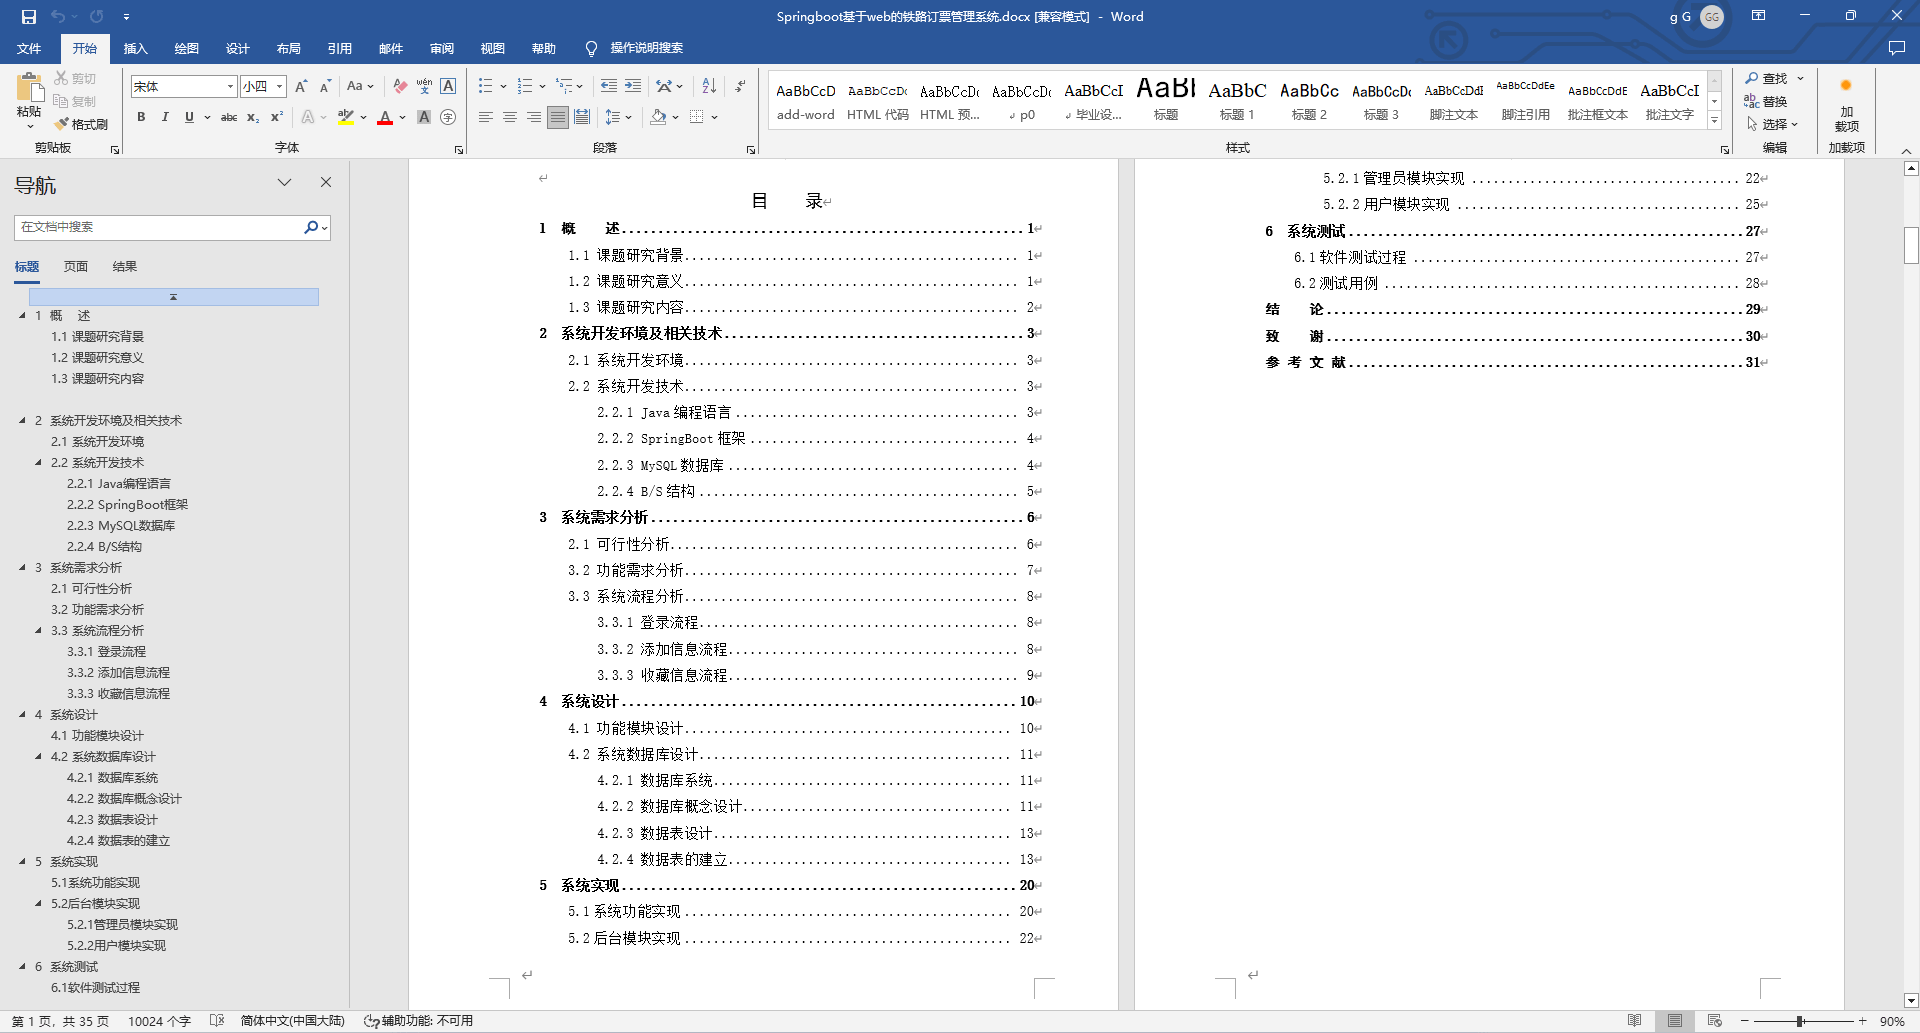 Springboot基于web的铁路订票管理系统.docx [兼容模式] - Word
g G GG
文件 开始 插入 绘图 设计 布局 引用 邮件 审阅 视图 帮助 操作说明搜索
粘贴 剪切 复制 格式刷
宋体 小四
剪贴板 字体 段落 样式 编辑 加载项
AaBbCcD AaBbCcDc AaBbCcDc AaBbCcDc AaBbCcI AaBl AaBbC AaBbCc AaBbCcDc AaBbCcDdI AaBbCcDdEe AaBbCcDdE AaBbCcI
add-word HTML 代码 HTML 预... p0 毕业设... 标题 标题 1 标题 2 标题 3 脚注文本 脚注引用 批注框文本 批注文字
查找
替换
选择
加
载项
导航
在文档中搜索
标题 页面 结果
1 概 述
1.1 课题研究背景
1.2 课题研究意义
1.3 课题研究内容
2 系统开发环境及相关技术
2.1 系统开发环境
2.2 系统开发技术
2.2.1 Java编程语言
2.2.2 SpringBoot框架
2.2.3 MySQL数据库
2.2.4 B/S结构
3 系统需求分析
2.1 可行性分析
3.2 功能需求分析
3.3 系统流程分析
3.3.1 登录流程
3.3.2 添加信息流程
3.3.3 收藏信息流程
4 系统设计
4.1 功能模块设计
4.2 系统数据库设计
4.2.1 数据库系统
4.2.2 数据库概念设计
4.2.3 数据表设计
4.2.4 数据表的建立
5 系统实现
5.1系统功能实现
5.2后台模块实现
5.2.1管理员模块实现
5.2.2用户模块实现
6 系统测试
6.1软件测试过程
目 录
1 概 述 1
1.1 课题研究背景 1
1.2 课题研究意义 1
1.3 课题研究内容 2
2 系统开发环境及相关技术 3
2.1 系统开发环境 3
2.2 系统开发技术 3
2.2.1 Java 编程语言 3
2.2.2 SpringBoot 框架 4
2.2.3 MySQL 数据库 4
2.2.4 B/S 结构 5
3 系统需求分析 6
2.1 可行性分析 6
3.2 功能需求分析 7
3.3 系统流程分析 8
3.3.1 登录流程 8
3.3.2 添加信息流程 8
3.3.3 收藏信息流程 9
4 系统设计 10
4.1 功能模块设计 10
4.2 系统数据库设计 11
4.2.1 数据库系统 11
4.2.2 数据库概念设计 11
4.2.3 数据表设计 13
4.2.4 数据表的建立 13
5 系统实现 20
5.1 系统功能实现 20
5.2 后台模块实现 22
5.2.1 管理员模块实现 22
5.2.2 用户模块实现 25
6 系统测试 27
6.1 软件测试过程 27
6.2 测试用例 28
结 论 29
致 谢 30
参 考 文 献 31
第 1 页，共 35 页 10024 个字 简体中文(中国大陆) 辅助功能: 不可用 90%